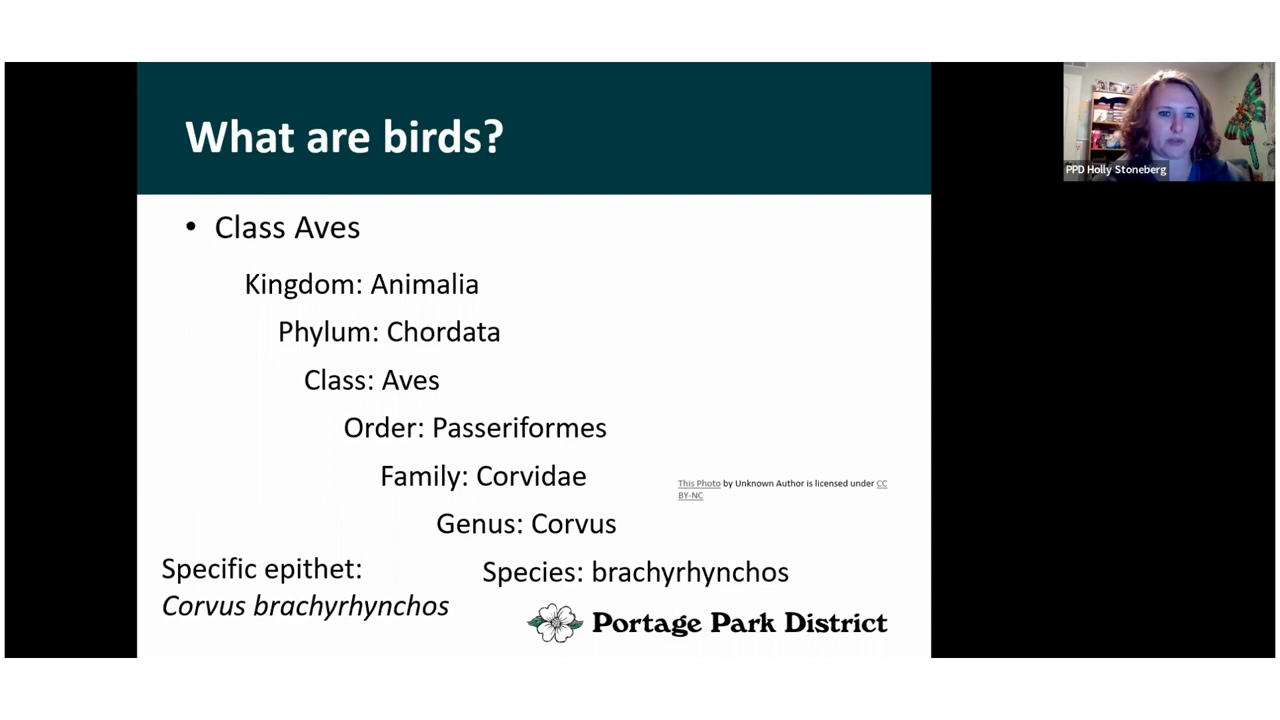 What are birds?
PPD Holly Stoneberg
• Class Aves
Kingdom: Animalia
Phylum: Chordata
Class: Aves
Order: Passeriformes
Family: Corvidae
This Photo by Unknown Author is licensed under CC
BY-NC
Genus: Corvus
Species: brachyrhynchos
Specific epithet:
Corvus brachyrhynchos
Portage Park District